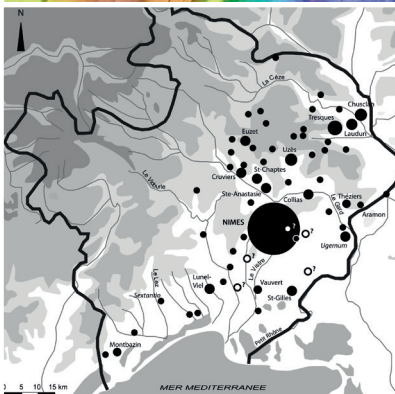 N
La Cèze
Chusclan
Tresques
Laudun
Euzet
Uzès
St-Chaptes
Cruviers
Le Vidourle
Ste-Anastasie
Collias
Le Gard
Théziers
Aramon
NIMES
?
?
Ugernum
?
?
Le Vistre
Lunel-
Viel
Vauvert
St-Gilles
Le Lez
Sextantio
Petit Rhône
Montbazin
0 5 10 15 km
MER MEDITERRANEE